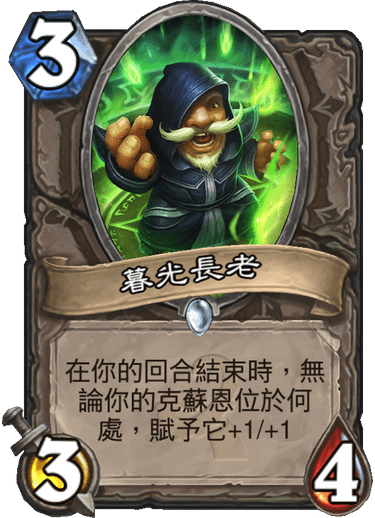 3
暮光長老
在你的回合結束時，無
論你的克蘇恩位於何
處，賦予它+1/+1
3
4